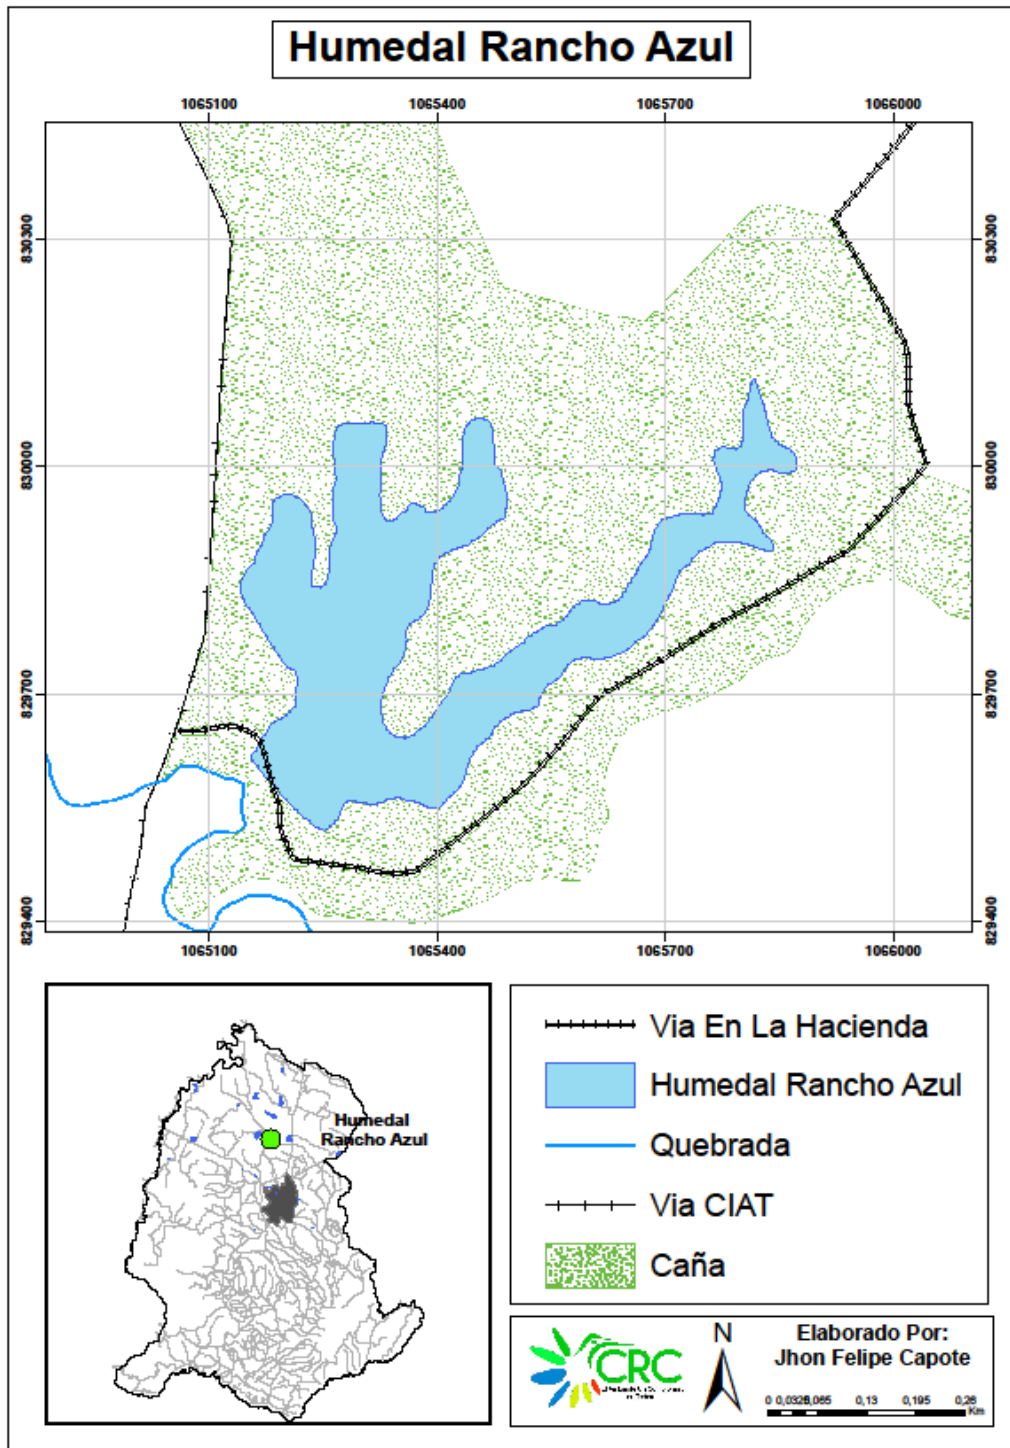 Humedal Rancho Azul
1065100 1065400 1065700 1066000
830300 830300
830000 830000
829700 829700
829400 829400
1065100 1065400 1065700 1066000
Humedal
Rancho Azul
Via En La Hacienda
Humedal Rancho Azul
Quebrada
Via CIAT
Caña
CRC
N
Elaborado Por:
Jhon Felipe Capote
0 0,0325 0,065 0,13 0,195 0,26
Km